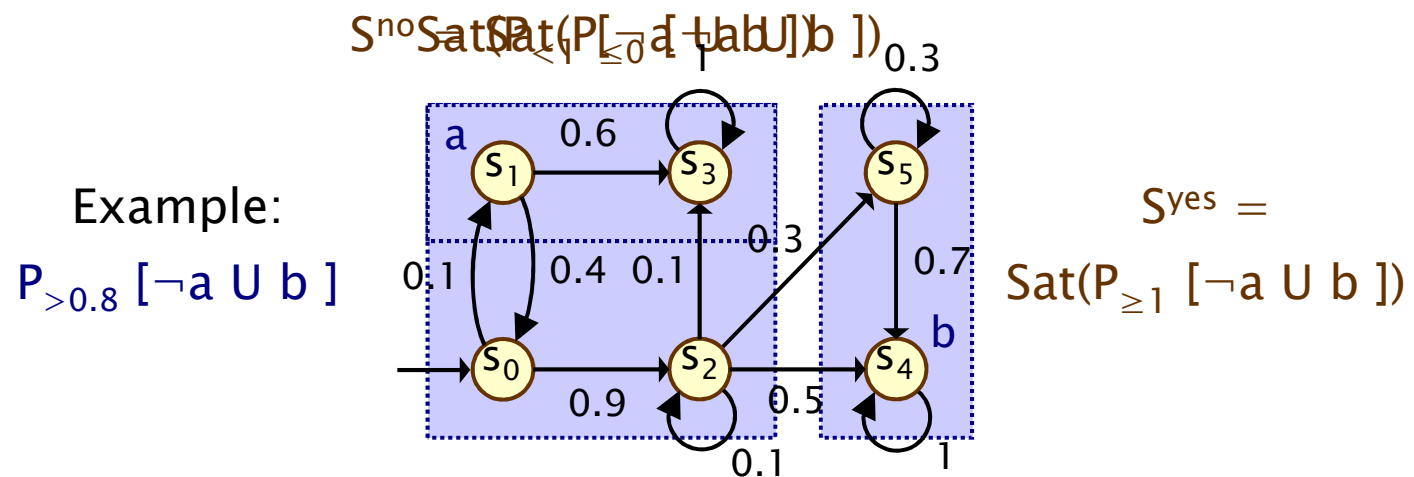 1
0.3
a
0.6
s1
s3
s5
Example:
Syes =
P>0.8 [¬a U b ]
0.1
0.4
0.1
0.3
0.7
Sat(P≥1 [¬a U b ])
b
s0
s2
s4
0.9
0.5
0.1
1